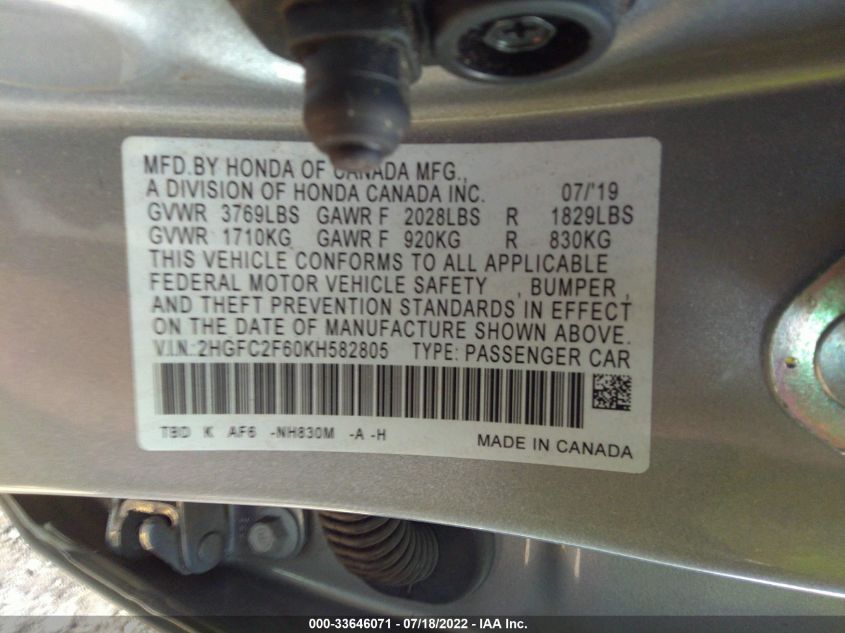 MFD.BY HONDA OF CANADA MFG.,
A DIVISION OF HONDA CANADA INC. 07/'19
GVWR 3769LBS GAWR F 2028LBS R 1829LBS
GVWR 1710KG GAWR F 920KG R 830KG
THIS VEHICLE CONFORMS TO ALL APPLICABLE
FEDERAL MOTOR VEHICLE SAFETY , BUMPER ,
AND THEFT PREVENTION STANDARDS IN EFFECT
ON THE DATE OF MANUFACTURE SHOWN ABOVE.
V.I.N.:2HGFC2F60KH582805 TYPE: PASSENGER CAR
TBD K AF6 -NH830M -A -H
MADE IN CANADA
000-33646071 - 07/18/2022 - IAA Inc.